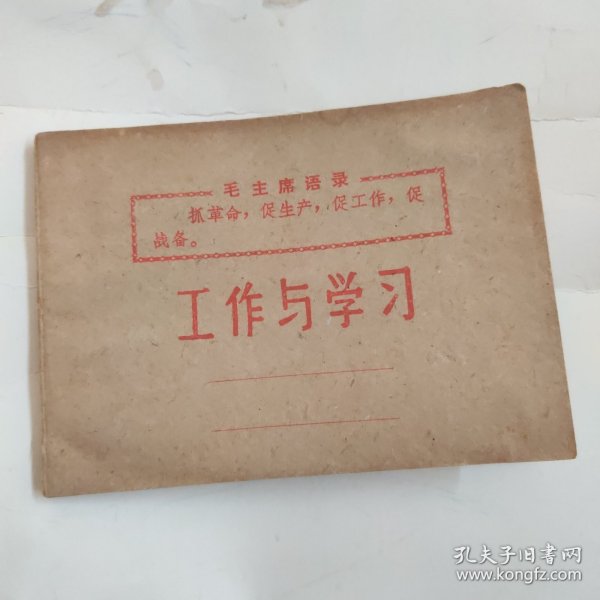 毛主席语录
抓革命，促生产，促工作，促
战备。
工作与学习
孔夫子旧书网
www.kongfz.com